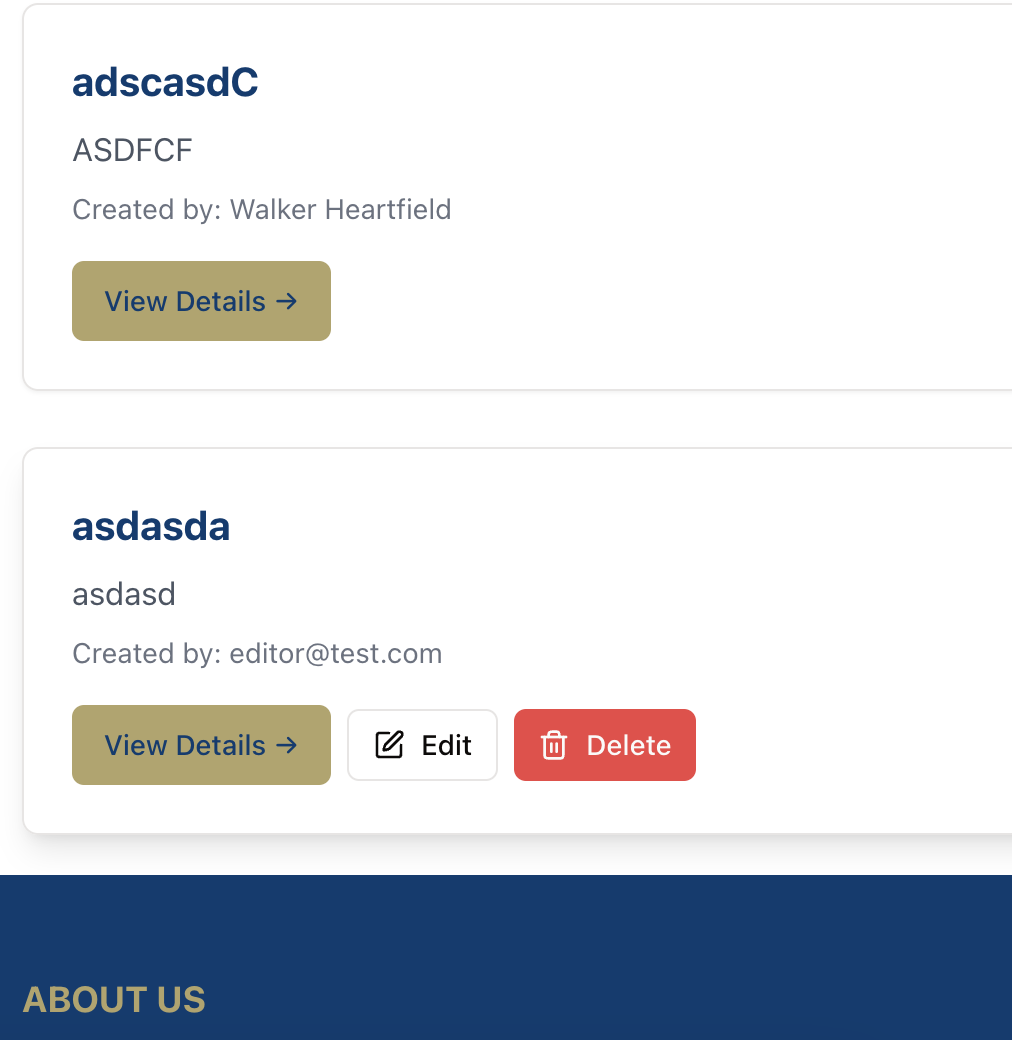 adscasdC
ASDFCF
Created by: Walker Heartfield
View Details →
asdasda
asdasd
Created by: editor@test.com
View Details → Edit Delete
ABOUT US